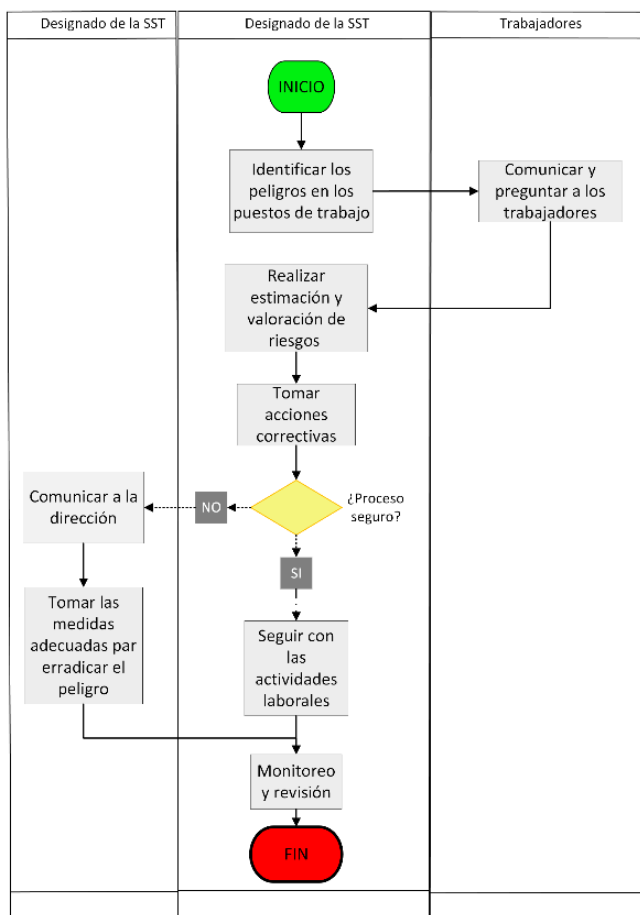 Designado de la SST
Designado de la SST
Trabajadores
INICIO
Identificar los
peligros en los
puestos de trabajo
Comunicar y
preguntar a los
trabajadores
Realizar
estimación y
valoración de
riesgos
Tomar
acciones
correctivas
¿Proceso
seguro?
NO
Comunicar a la
dirección
SI
Tomar las
medidas
adecuadas par
erradicar el
peligro
Seguir con
las
actividades
laborales
Monitoreo
y revisión
FIN